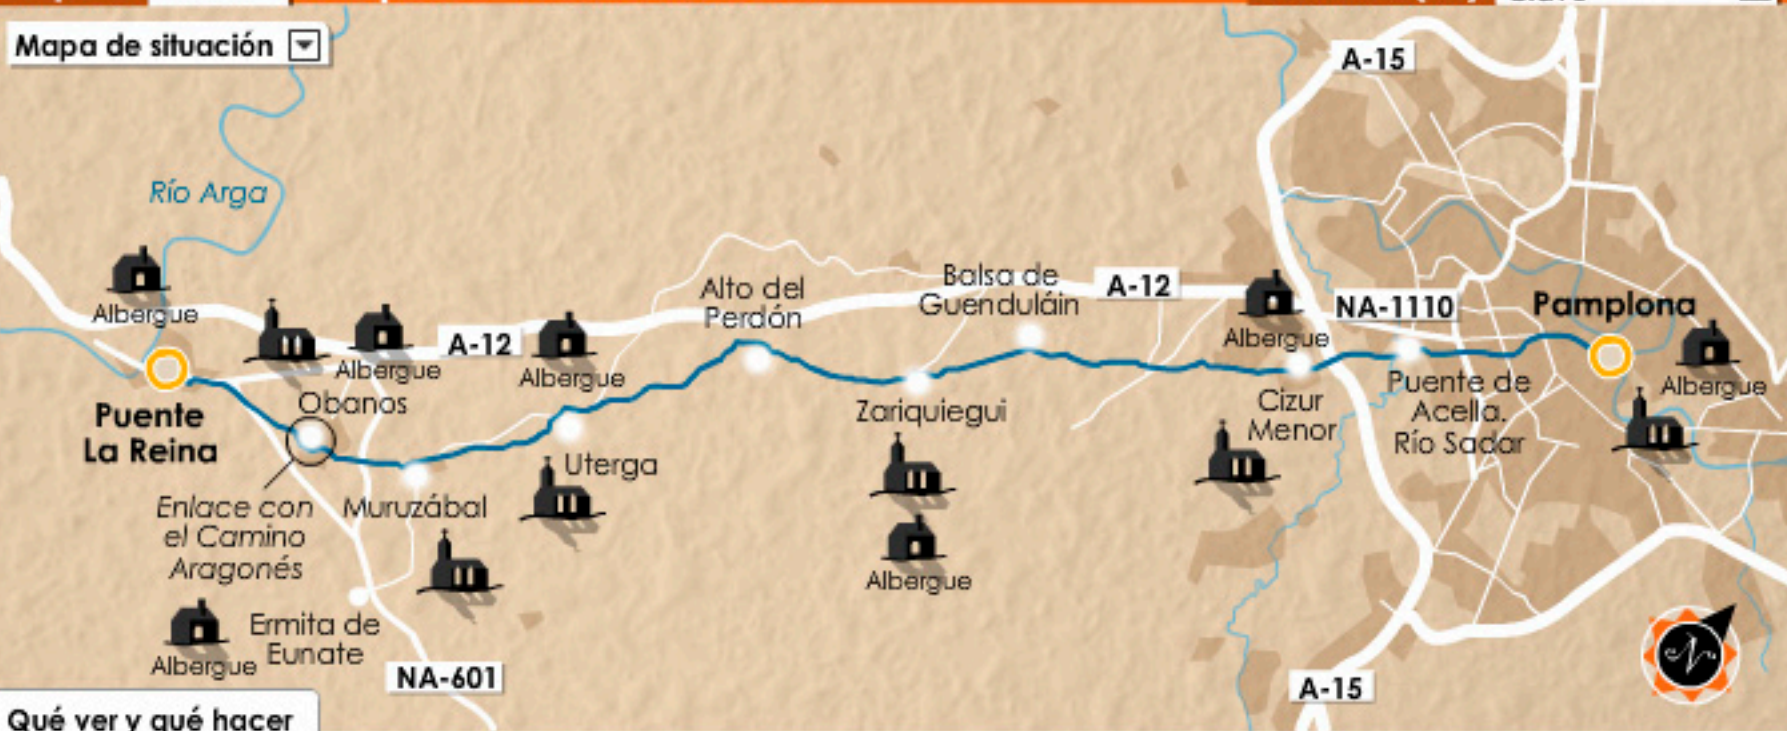 Mapa de situación
A-15
Río Arga
Albergue
Albergue
A-12
Albergue
Alto del
Perdón
Balsa de
Guenduláin
A-12
Albergue
NA-1110
Pamplona
Albergue
Puente
La Reina
Obanos
Zariquiegui
Cizur
Menor
Puente de
Acella.
Río Sadar
Uterga
Enlace con
el Camino
Aragonés
Muruzábal
Albergue
Albergue
Ermita de
Eunate
NA-601
A-15
N
Qué ver y qué hacer